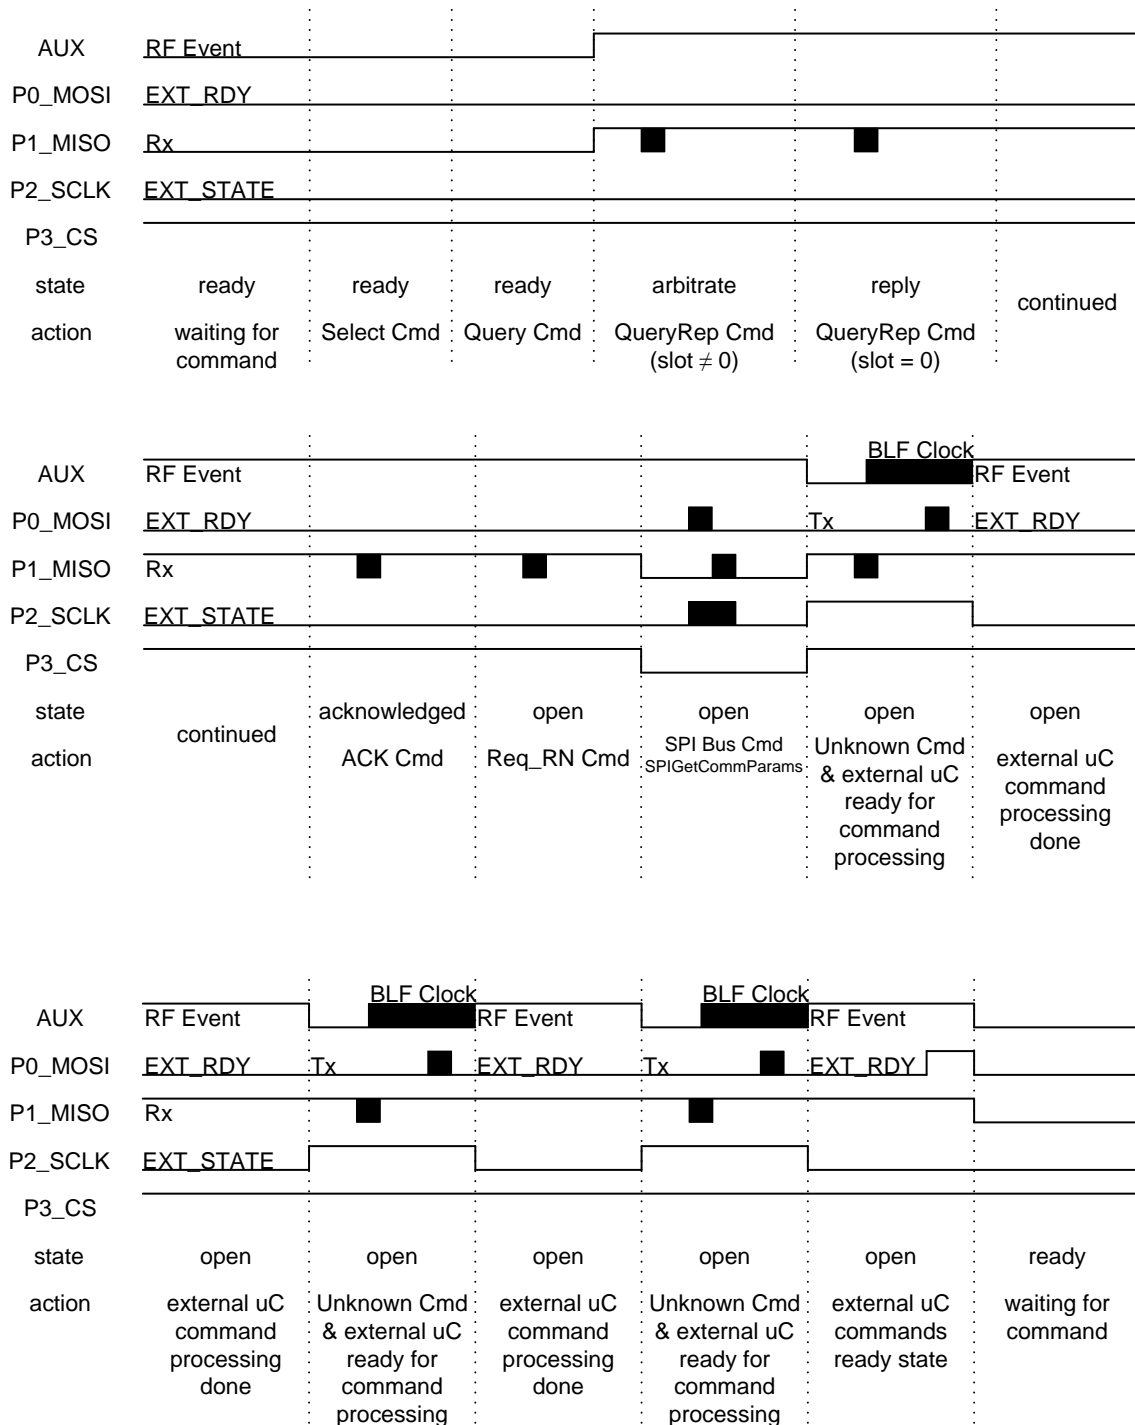 AUX RF Event
P0_MOSI EXT_RDY
P1_MISO Rx
P2_SCLK EXT_STATE
P3_CS
state ready ready ready arbitrate reply
continued
action waiting for Select Cmd Query Cmd QueryRep Cmd QueryRep Cmd
command (slot ≠ 0) (slot = 0)
BLF Clock
AUX RF Event RF Event
P0_MOSI EXT_RDY Tx EXT_RDY
P1_MISO Rx
P2_SCLK EXT_STATE
P3_CS
state acknowledged open open open open
continued
action ACK Cmd Req_RN Cmd SPI Bus Cmd Unknown Cmd external uC
SPIGetCommParams & external uC command
ready for processing
command done
processing
BLF Clock BLF Clock
AUX RF Event RF Event RF Event
P0_MOSI EXT_RDY Tx EXT_RDY Tx EXT_RDY
P1_MISO Rx
P2_SCLK EXT_STATE
P3_CS
state open open open open open ready
action external uC Unknown Cmd external uC Unknown Cmd external uC waiting for
command & external uC command & external uC commands command
processing ready for processing ready for ready state
done command done command
processing processing